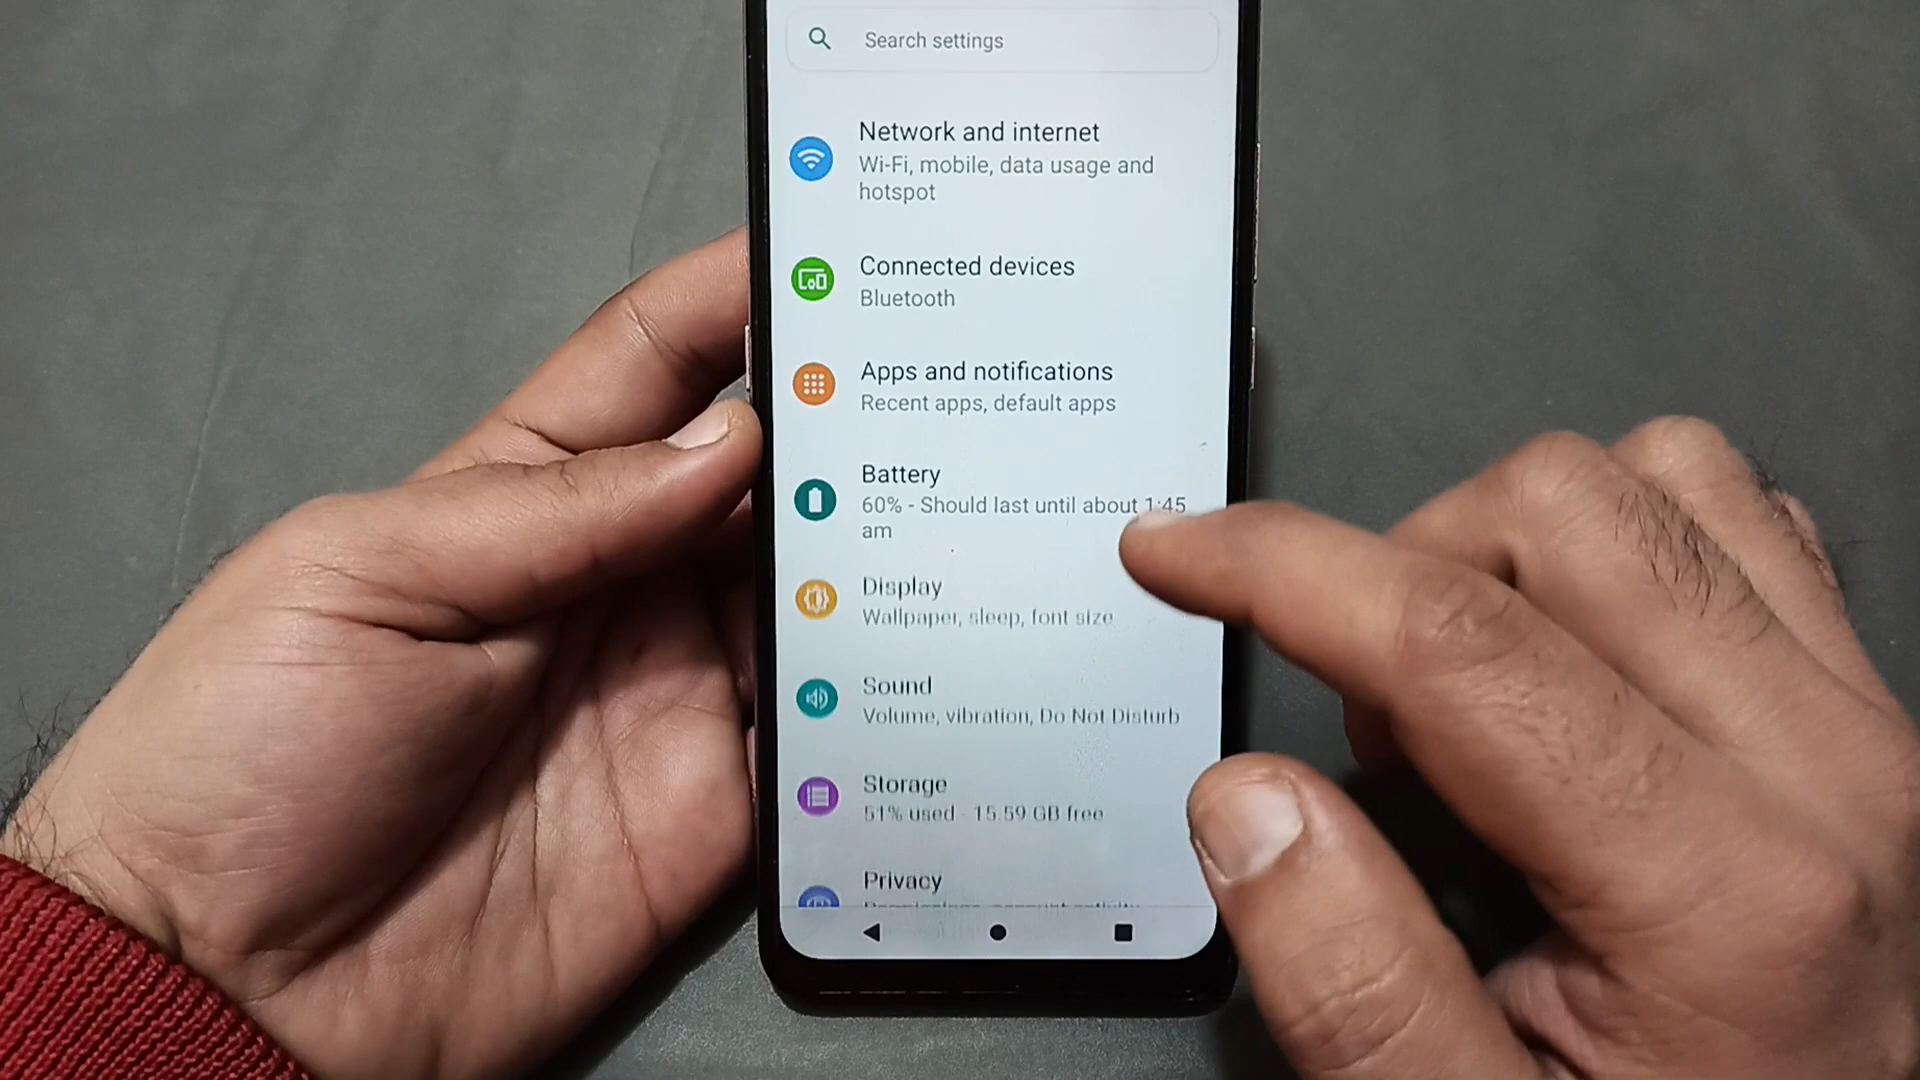 Search settings
Network and internet
Wi-Fi, mobile, data usage and
hotspot
Connected devices
Bluetooth
Apps and notifications
Recent apps, default apps
Battery
60% - Should last until about 1:45
am
Display
Wallpaper, sleep, font size
Sound
Volume, vibration, Do Not Disturb
Storage
51% used - 15.59 GB free
Privacy